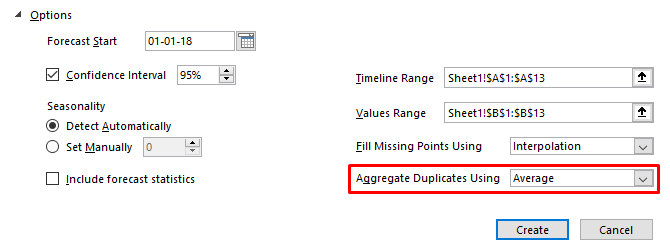 Options
Forecast Start 01-01-18
Confidence Interval 95%
Seasonality
Detect Automatically
Set Manually 0
Include forecast statistics
Timeline Range Sheet1!$A$1:$A$13
Values Range Sheet1!$B$1:$B$13
Fill Missing Points Using Interpolation
Aggregate Duplicates Using Average
Create Cancel